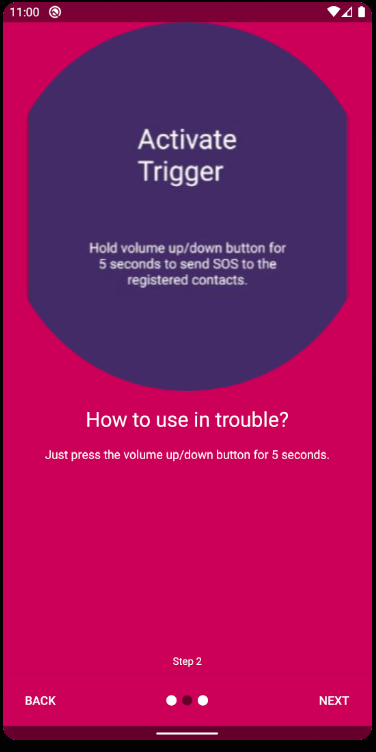 11:00
Activate
Trigger
Hold volume up/down button for
5 seconds to send SOS to the
registered contacts.
How to use in trouble?
Just press the volume up/down button for 5 seconds.
Step 2
BACK
NEXT